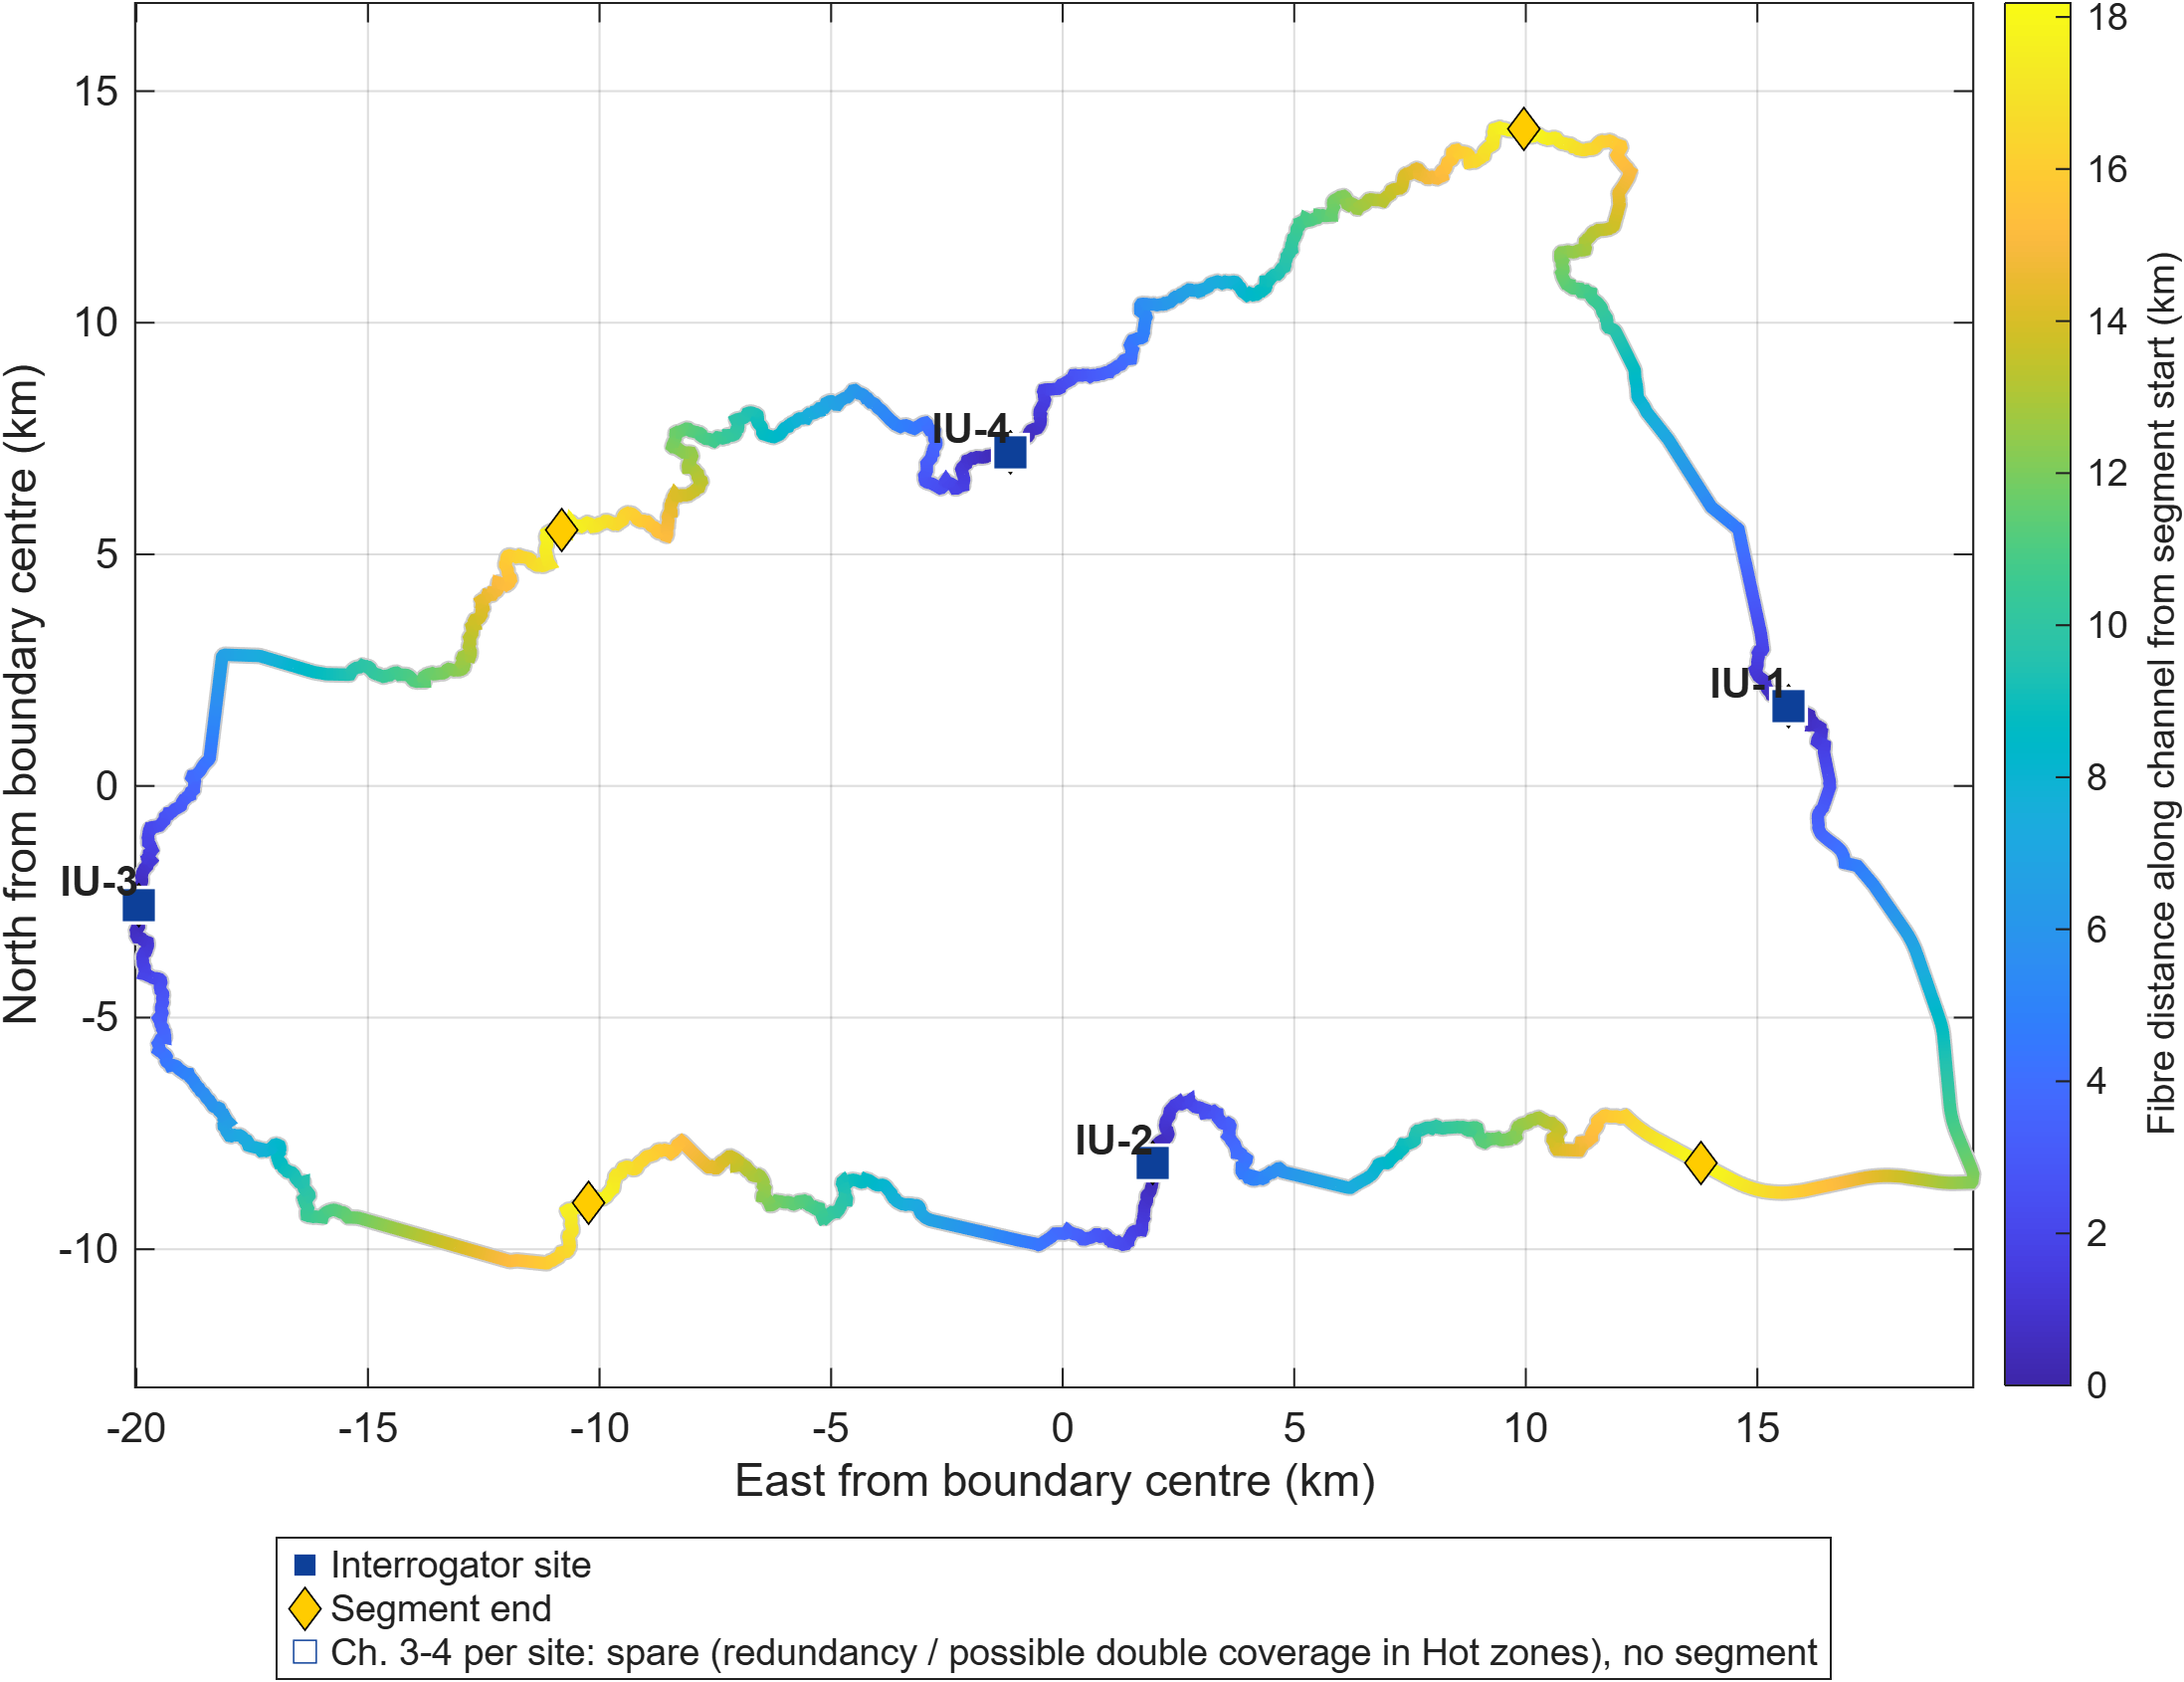 15
10
5
0
-5
-10
-20
-15
-10
-5
0
5
10
15
North from boundary centre (km)
East from boundary centre (km)
IU-4
IU-1
IU-3
IU-2
18
16
14
12
10
8
6
4
2
0
Fibre distance along channel from segment start (km)
Interrogator site
Segment end
Ch. 3-4 per site: spare (redundancy / possible double coverage in Hot zones), no segment